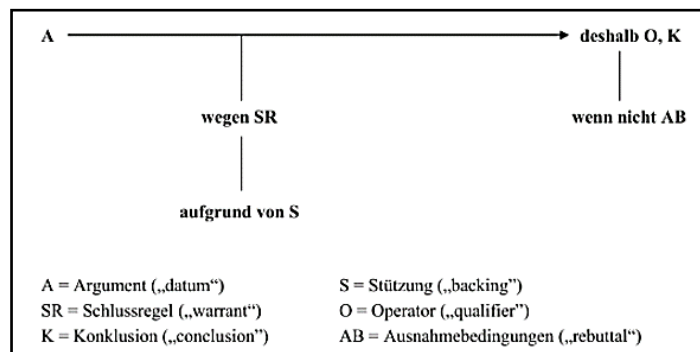 A deshalb O, K
wegen SR wenn nicht AB
aufgrund von S
A = Argument („datum“) S = Stützung („backing”)
SR = Schlussregel („warrant“) O = Operator („qualifier”)
K = Konklusion („conclusion”) AB = Ausnahmebedingungen („rebuttal“)